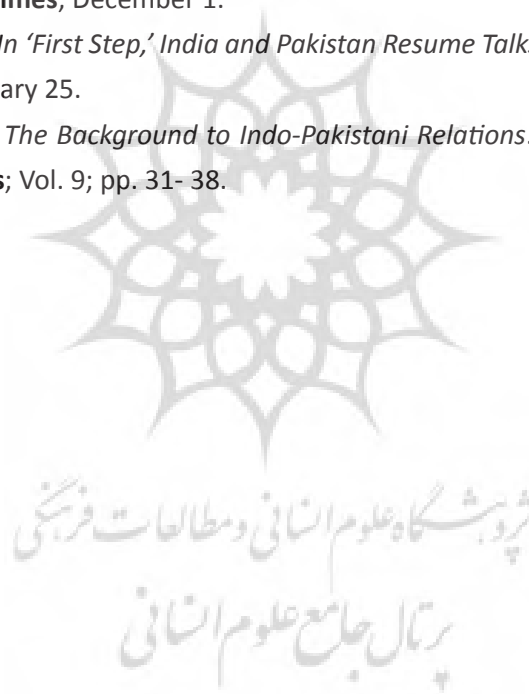 imes, December 1.
In ‘First Step,’ India and Pakistan Resume Talk
ary 25.
The Background to Indo-Pakistani Relations
s; Vol. 9; pp. 31- 38.
پژوهشگاه علوم انسانی و مطالعات فرهنگی
پرتال جامع علوم انسانی